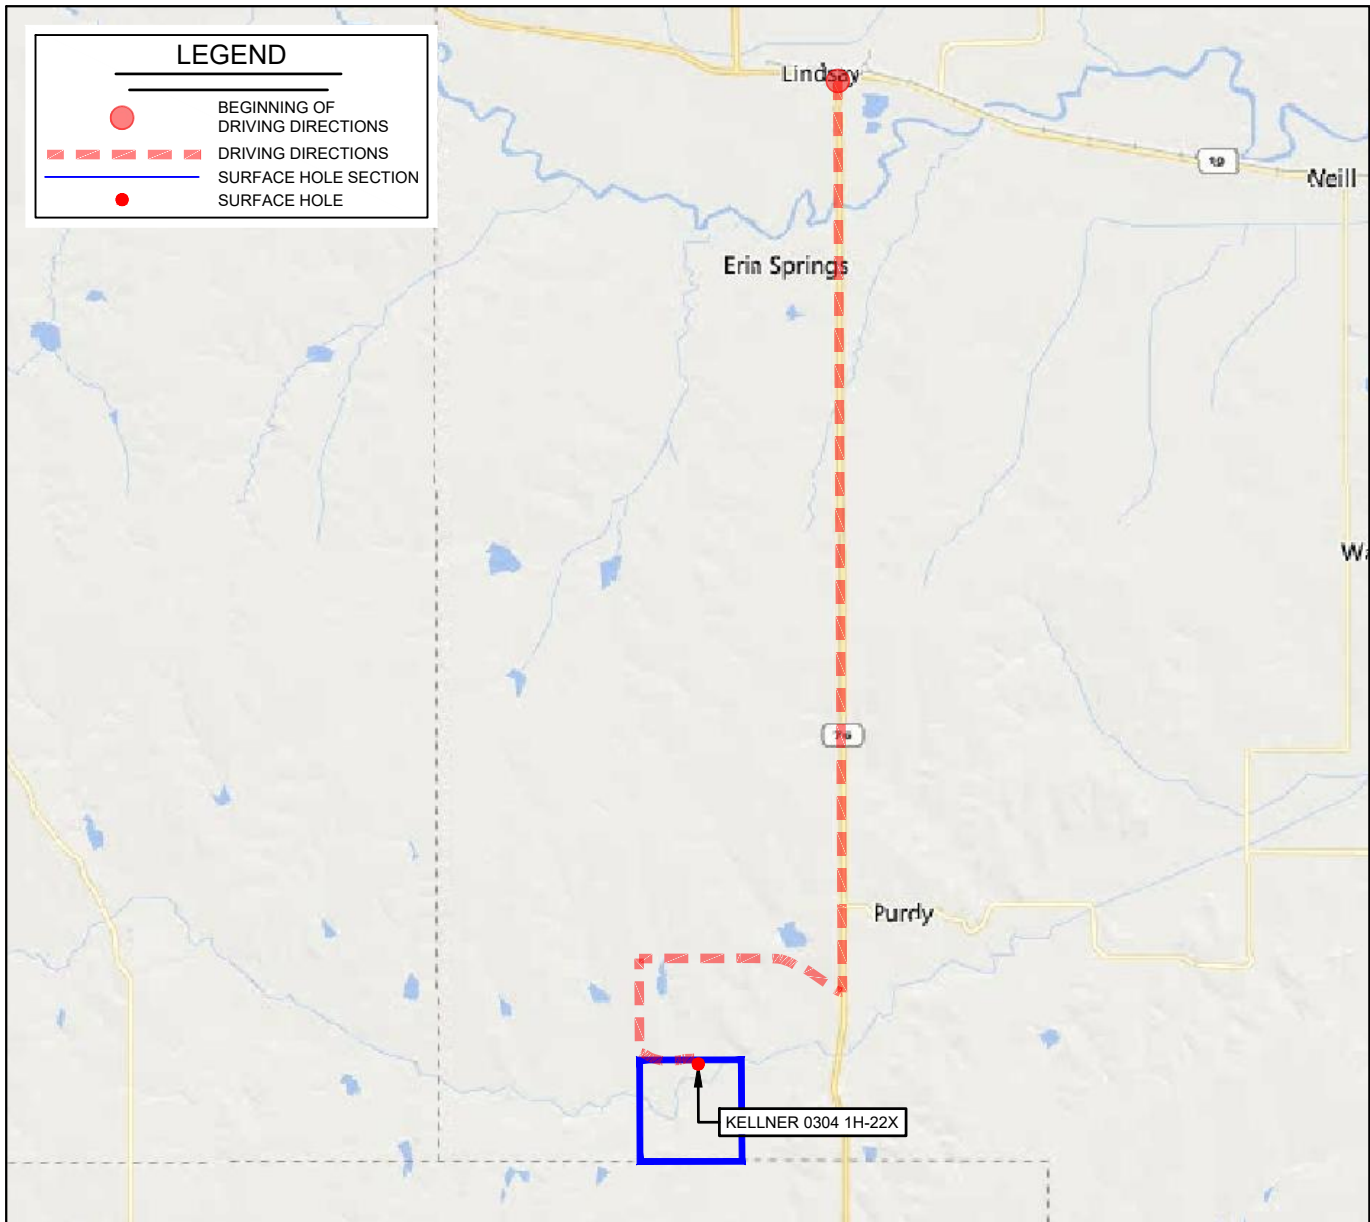 LEGEND
BEGINNING OF
DRIVING DIRECTIONS
DRIVING DIRECTIONS
SURFACE HOLE SECTION
SURFACE HOLE
Lindsay
19
Neill
Erin Springs
76
Purdy
KELLNER 0304 1H-22X